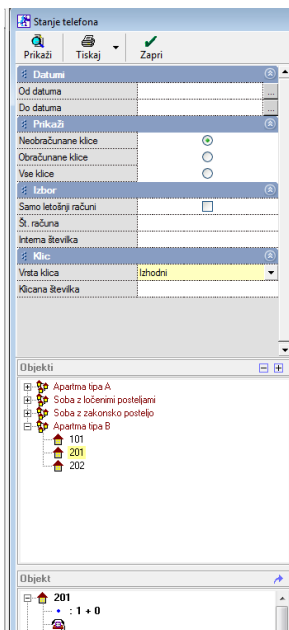 Stanje telefona
Prikaži Tiskaj Zapri
Datumi
Od datuma ...
Do datuma ...
Prikaži
Neobračunane klice
Obračunane klice
Vse klice
Izbor
Samo letošnji računi
Št. računa
Interna številka
Klic
Vrsta klica Izhodni
Klicana številka
Objekti
Apartma tipa A
Soba z ločenimi posteljami
Soba z zakonsko posteljo
Apartma tipa B
101
201
202
Objekt
201
: 1 + 0